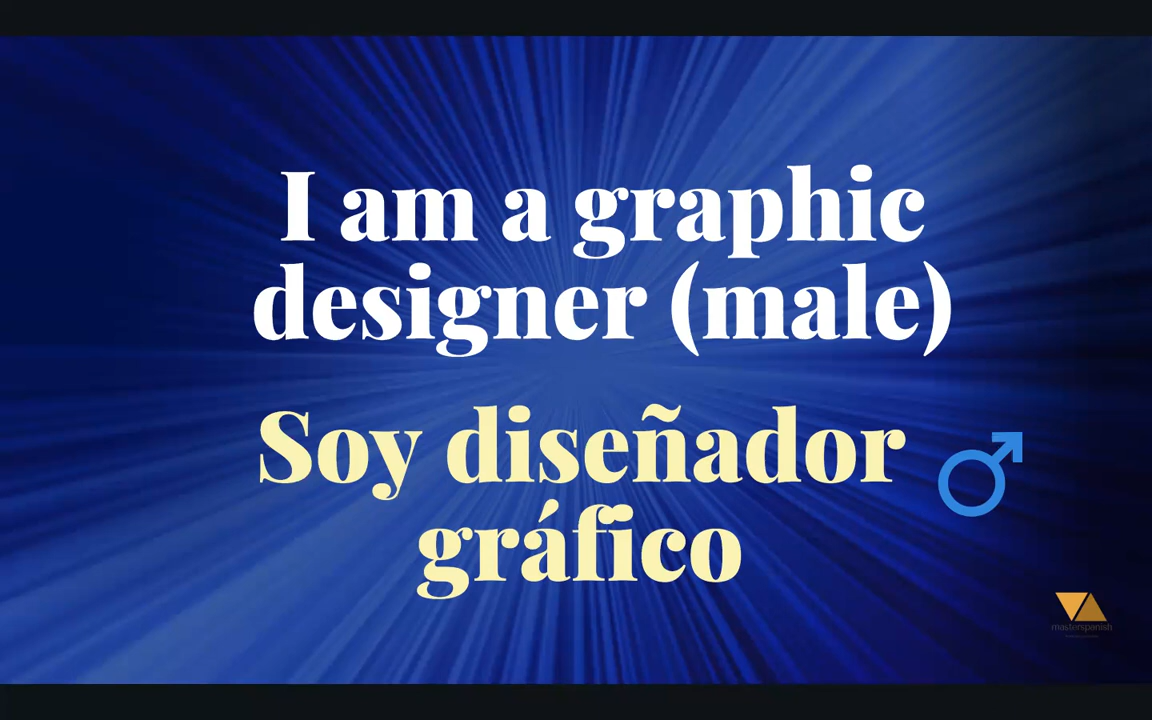 I am a graphic
designer (male)
Soy diseñador
gráfico
masterspanish